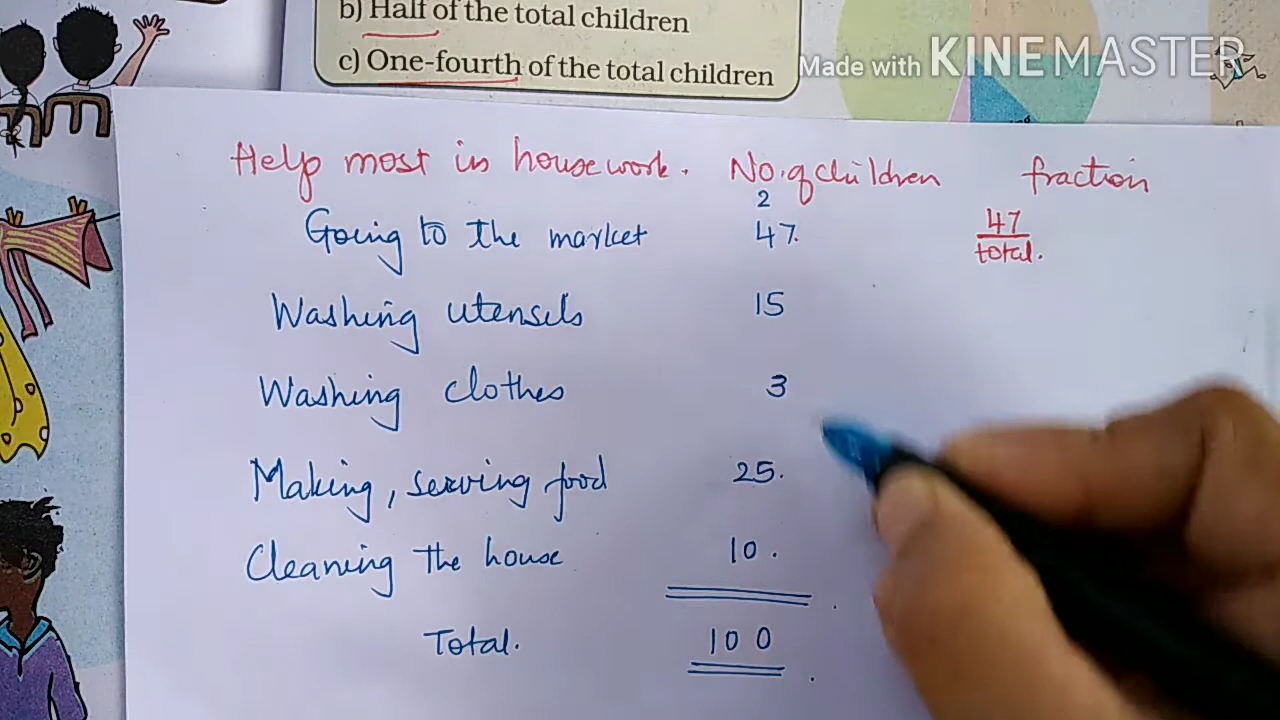 b) Half of the total children
c) One-fourth of the total children
Made with KINEMASTER
Help most in housework. No. of children fraction
2
Going to the market 47. 47/total.
Washing utensils 15
Washing clothes 3
Making, serving food 25.
Cleaning the house 10.
Total. 100